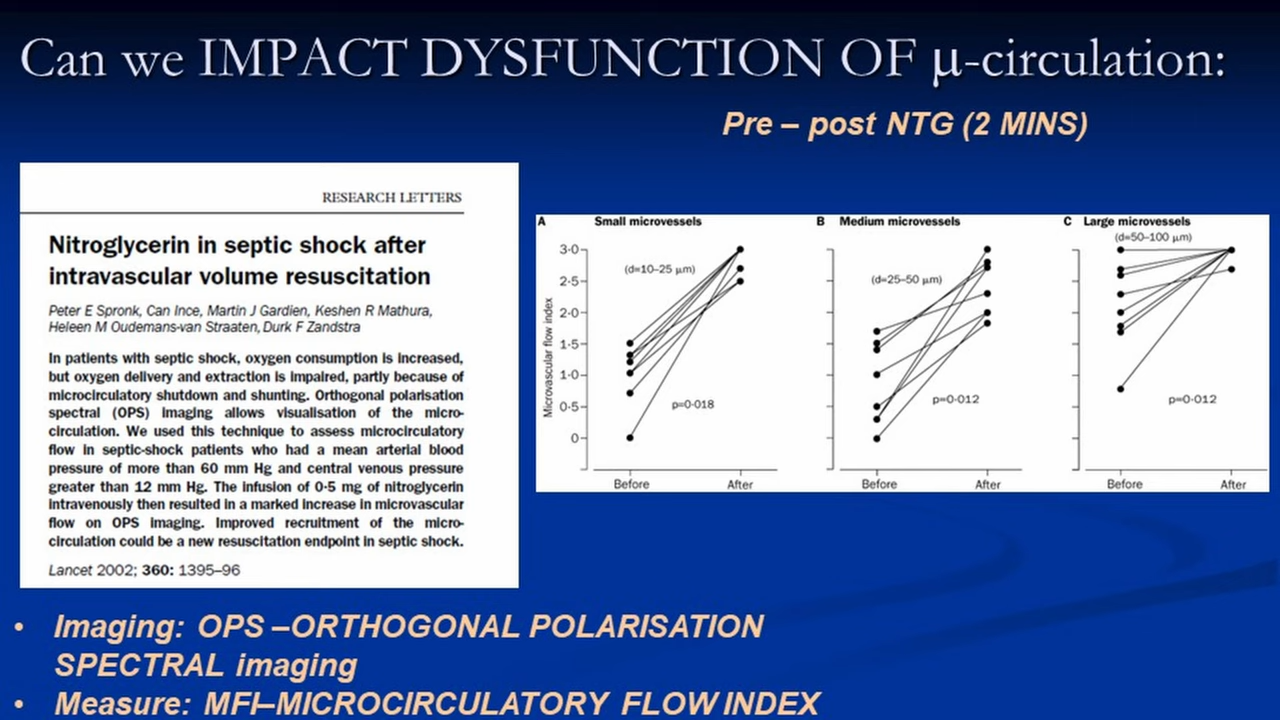 Can we IMPACT DYSFUNCTION OF μ-circulation:
Pre – post NTG (2 MINS)
RESEARCH LETTERS
Nitroglycerin in septic shock after
intravascular volume resuscitation
Peter E Spronk, Can Ince, Martin J Gardien, Keshen R Mathura,
Heleen M Oudemans-van Straaten, Durk F Zandstra
In patients with septic shock, oxygen consumption is increased,
but oxygen delivery and extraction is impaired, partly because of
microcirculatory shutdown and shunting. Orthogonal polarisation
spectral (OPS) imaging allows visualisation of the micro-
circulation. We used this technique to assess microcirculatory
flow in septic-shock patients who had a mean arterial blood
pressure of more than 60 mm Hg and central venous pressure
greater than 12 mm Hg. The infusion of 0·5 mg of nitroglycerin
intravenously then resulted in a marked increase in microvascular
flow on OPS imaging. Improved recruitment of the micro-
circulation could be a new resuscitation endpoint in septic shock.
Lancet 2002; 360: 1395–96
A Small microvessels
(d=10–25 μm)
Microvascular flow index
3·0
2·5
2·0
1·5
1·0
0·5
0
p=0·018
Before After
B Medium microvessels
(d=25–50 μm)
p=0·012
Before After
C Large microvessels
(d=50–100 μm)
p=0·012
Before After
• Imaging: OPS –ORTHOGONAL POLARISATION
SPECTRAL imaging
• Measure: MFI–MICROCIRCULATORY FLOW INDEX